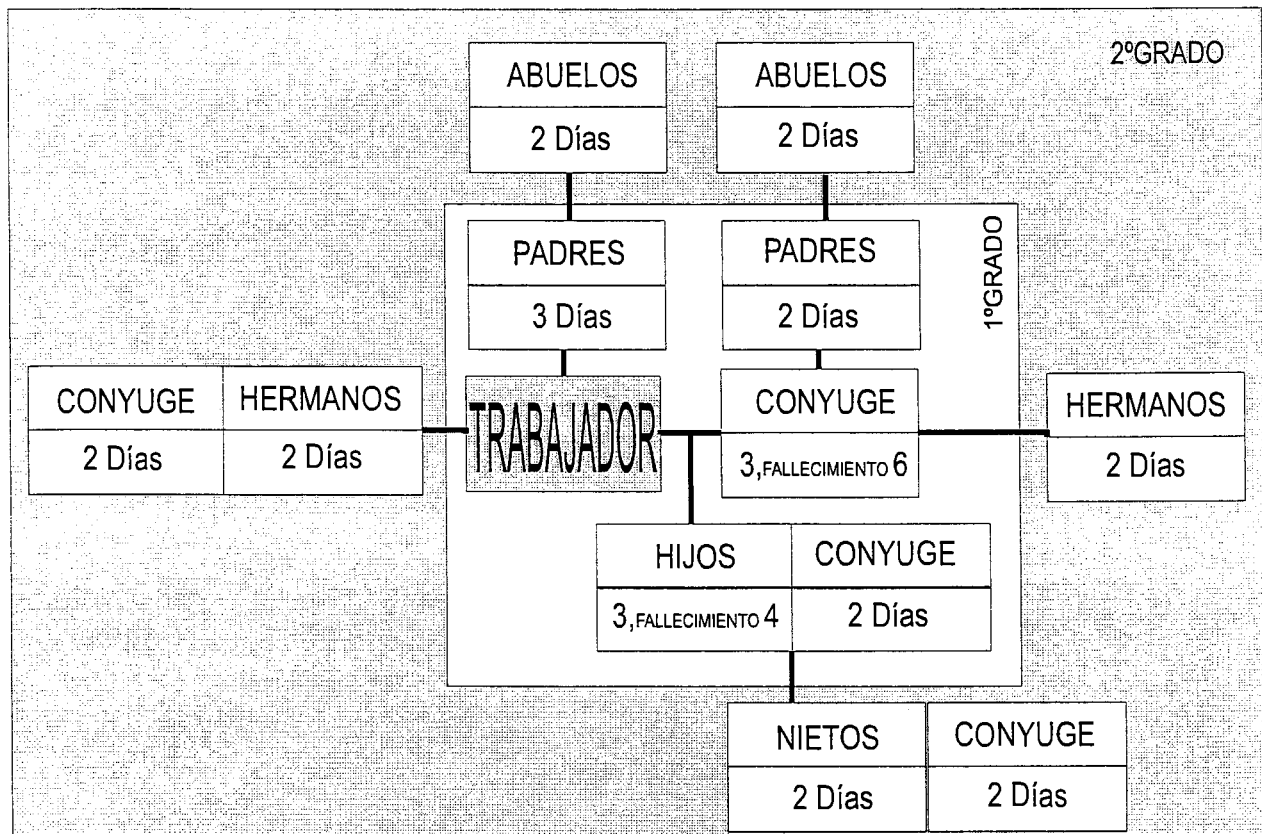 2ºGRADO
ABUELOS
2 Días
ABUELOS
2 Días
1ºGRADO
PADRES
3 Días
PADRES
2 Días
CONYUGE
2 Días
HERMANOS
2 Días
TRABAJADOR
CONYUGE
3,FALLECIMIENTO 6
HERMANOS
2 Días
HIJOS
3,FALLECIMIENTO 4
CONYUGE
2 Días
NIETOS
2 Días
CONYUGE
2 Días